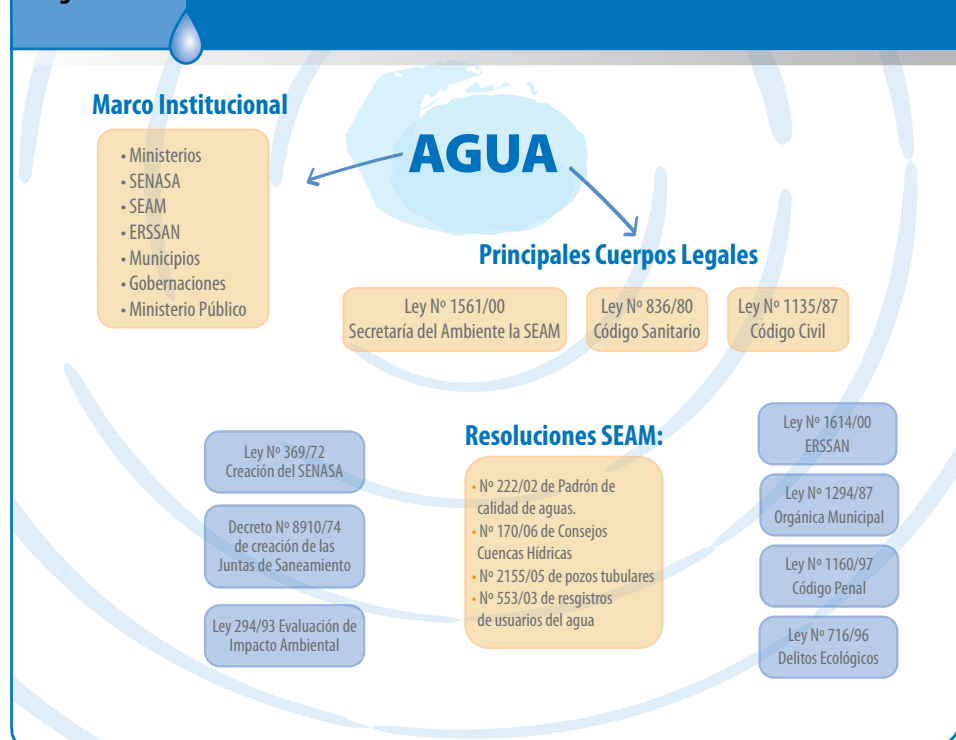 AGUA
Marco Institucional
• Ministerios
• SENASA
• SEAM
• ERSSAN
• Municipios
• Gobernaciones
• Ministerio Público
Principales Cuerpos Legales
Ley Nº 1561/00
Secretaría del Ambiente la SEAM
Ley Nº 836/80
Código Sanitario
Ley Nº 1135/87
Código Civil
Ley Nº 369/72
Creación del SENASA
Decreto Nº 8910/74
de creación de las
Juntas de Saneamiento
Ley 294/93 Evaluación de
Impacto Ambiental
Resoluciones SEAM:
• Nº 222/02 de Padrón de
calidad de aguas.
• Nº 170/06 de Consejos
Cuencas Hídricas
• Nº 2155/05 de pozos tubulares
• Nº 553/03 de resgistros
de usuarios del agua
Ley Nº 1614/00
ERSSAN
Ley Nº 1294/87
Orgánica Municipal
Ley Nº 1160/97
Código Penal
Ley Nº 716/96
Delitos Ecológicos